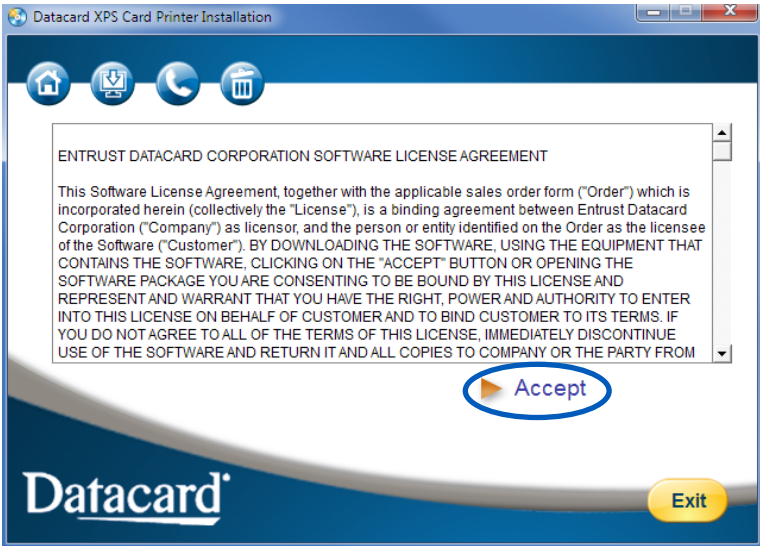 Datacard XPS Card Printer Installation
ENTRUST DATACARD CORPORATION SOFTWARE LICENSE AGREEMENT
This Software License Agreement, together with the applicable sales order form ("Order") which is
incorporated herein (collectively the "License"), is a binding agreement between Entrust Datacard
Corporation ("Company") as licensor, and the person or entity identified on the Order as the licensee
of the Software ("Customer"). BY DOWNLOADING THE SOFTWARE, USING THE EQUIPMENT THAT
CONTAINS THE SOFTWARE, CLICKING ON THE "ACCEPT" BUTTON OR OPENING THE
SOFTWARE PACKAGE YOU ARE CONSENTING TO BE BOUND BY THIS LICENSE AND
REPRESENT AND WARRANT THAT YOU HAVE THE RIGHT, POWER AND AUTHORITY TO ENTER
INTO THIS LICENSE ON BEHALF OF CUSTOMER AND TO BIND CUSTOMER TO ITS TERMS. IF
YOU DO NOT AGREE TO ALL OF THE TERMS OF THIS LICENSE, IMMEDIATELY DISCONTINUE
USE OF THE SOFTWARE AND RETURN IT AND ALL COPIES TO COMPANY OR THE PARTY FROM
Accept
Datacard
Exit